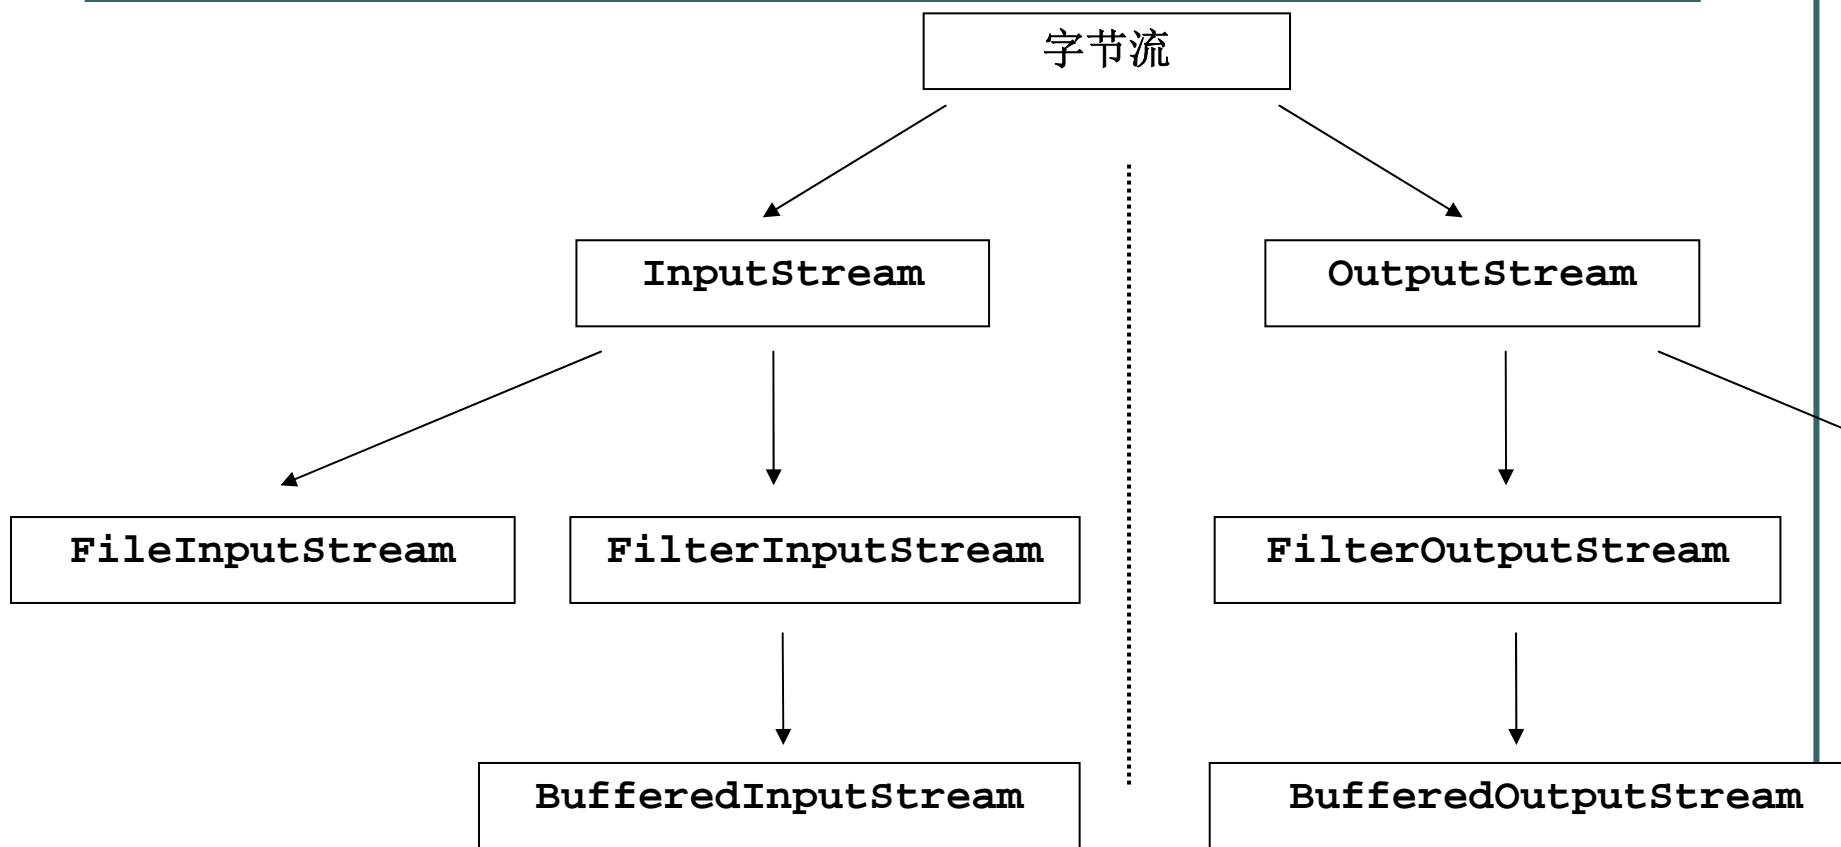 字节流
InputStream
OutputStream
FileInputStream
FilterInputStream
FilterOutputStream
BufferedInputStream
BufferedOutputStream